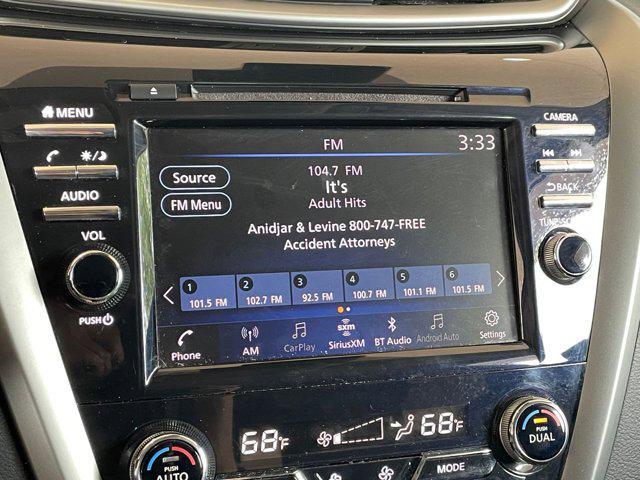 MENU
CAMERA
FM
3:33
104.7 FM
Source
It's
BACK
AUDIO
Adult Hits
FM Menu
VOL
Anidjar & Levine 800-747-FREE
Accident Attorneys
1 2 3 4 5 6
101.5 FM 102.7 FM 92.5 FM 100.7 FM 101.1 FM 101.5 FM
PUSH
Phone AM CarPlay sxm SiriusXM BT Audio Android Auto Settings
68°F 68°F
PUSH AUTO
MODE
PUSH DUAL